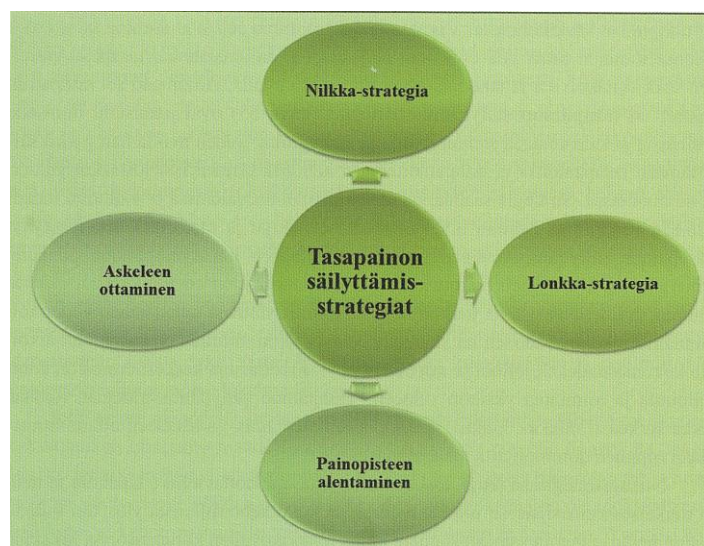 Nilkka-strategia
Askeleen
ottaminen
Tasapainon
säilyttämis-
strategiat
Lonkka-strategia
Painopisteen
alentaminen